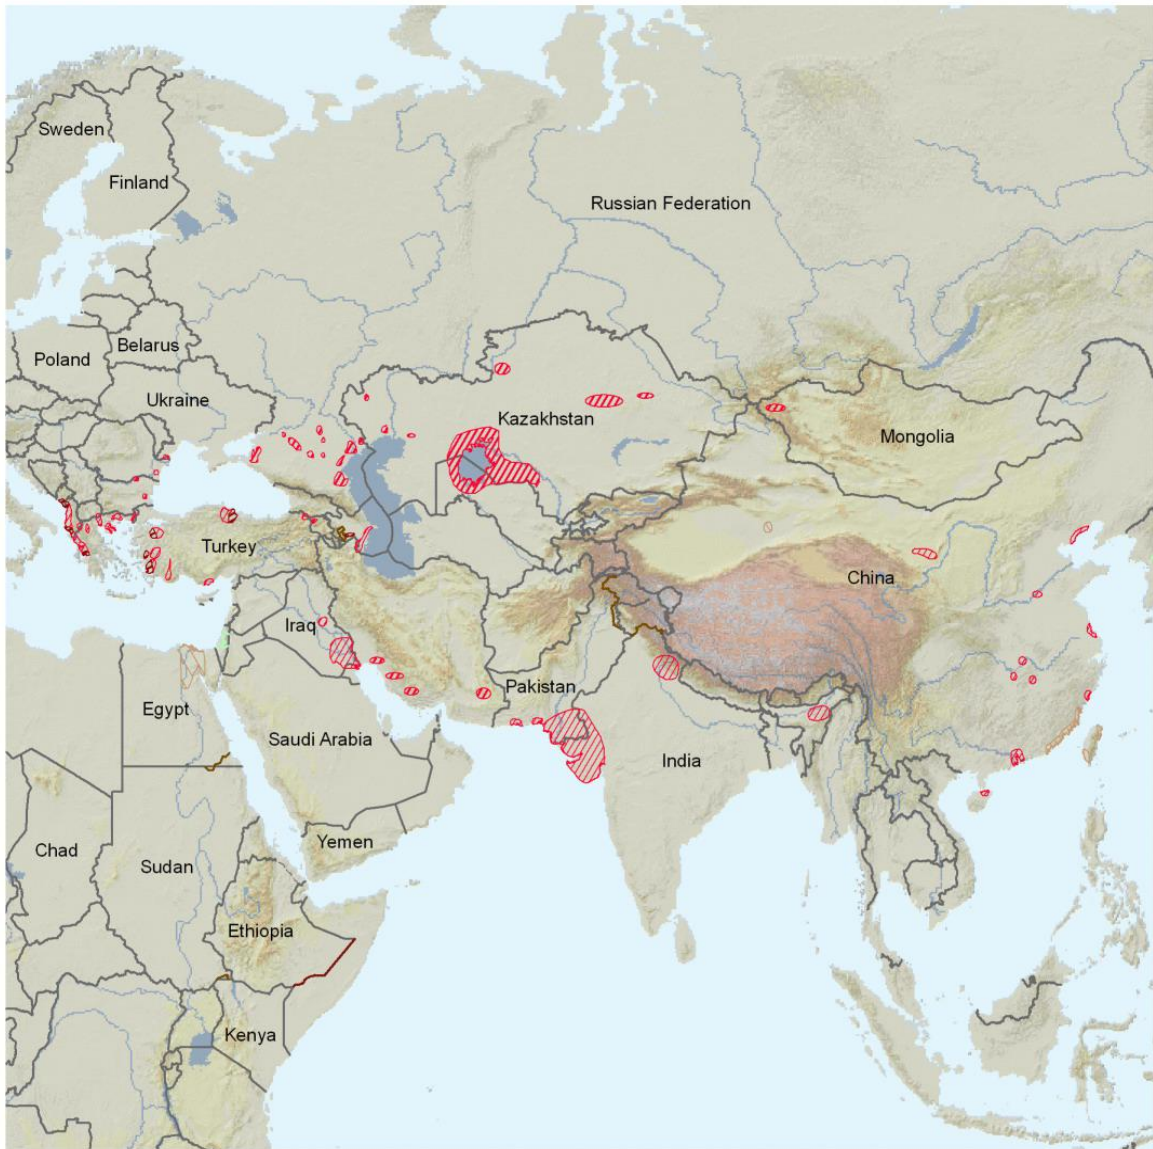 Sweden
Finland
Russian Federation
Belarus
Poland
Ukraine
Kazakhstan
Mongolia
Turkey
China
Iraq
Pakistan
Egypt
Saudi Arabia
India
Yemen
Chad
Sudan
Ethiopia
Kenya